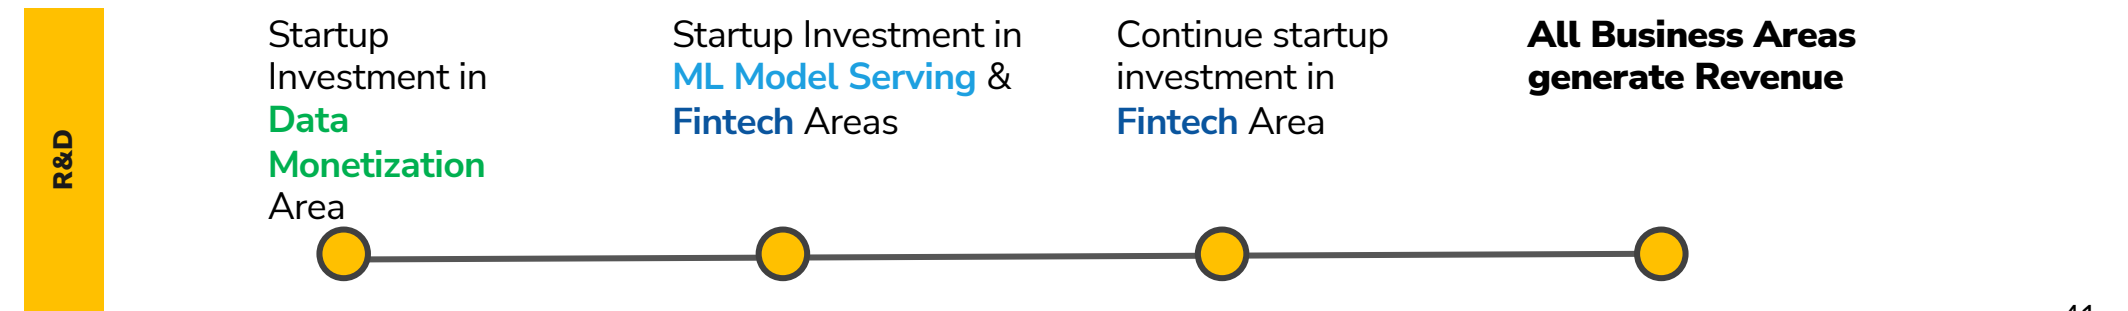 R&D
Startup
Investment in
Data
Monetization
Area
Startup Investment in
ML Model Serving &
Fintech Areas
Continue startup
investment in
Fintech Area
All Business Areas
generate Revenue